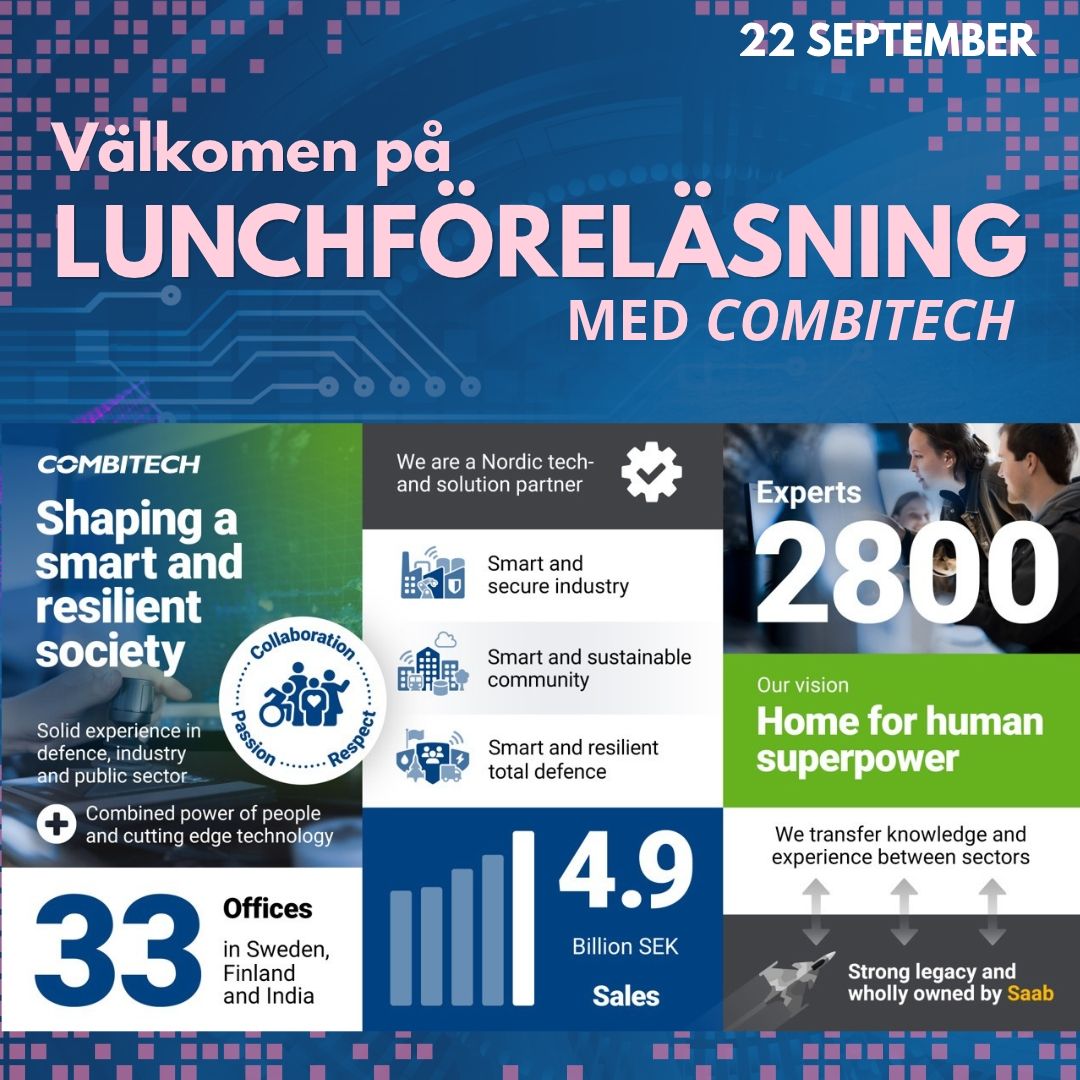 22 SEPTEMBER
Välkomen på
LUNCHFÖRELÄSNING
MED COMBITECH
COMBITECH
Shaping a
smart and
resilient
society
Collaboration
Passion
Respect
Solid experience in
defence, industry
and public sector
Combined power of people
and cutting edge technology
33
Offices
in Sweden,
Finland
and India
We are a Nordic tech-
and solution partner
Smart and
secure industry
Smart and sustainable
community
Smart and resilient
total defence
4.9
Billion SEK
Sales
Experts
2800
Our vision
Home for human
superpower
We transfer knowledge and
experience between sectors
Strong legacy and
wholly owned by Saab